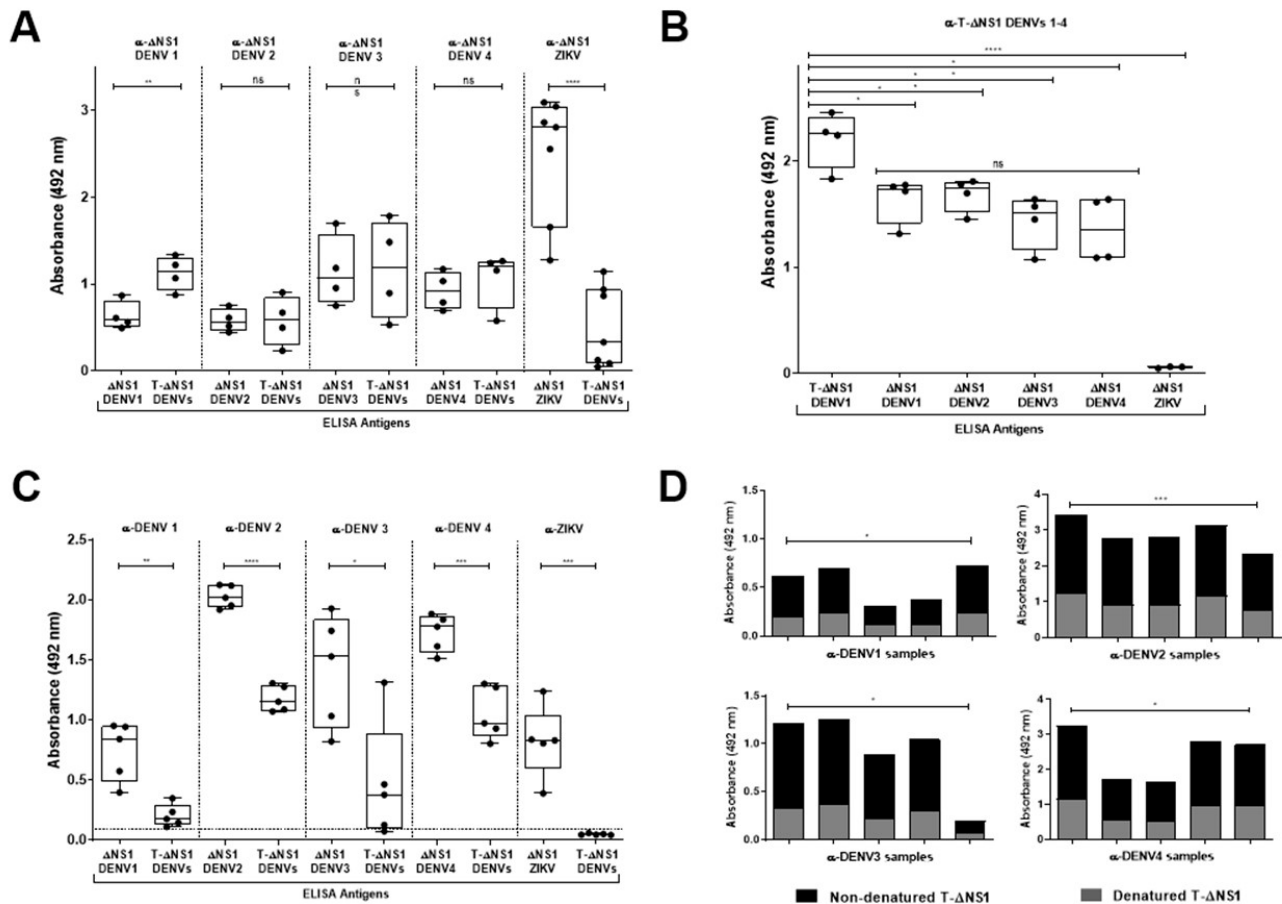 A
α-ΔNS1 α-ΔNS1 α-ΔNS1 α-ΔNS1 α-ΔNS1
DENV 1 DENV 2 DENV 3 DENV 4 ZIKV
** ns n ns ****
s
Absorbance (492 nm)
3
2
1
0
ΔNS1 T-ΔNS1 ΔNS1 T-ΔNS1 ΔNS1 T-ΔNS1 ΔNS1 T-ΔNS1 ΔNS1 T-ΔNS1
DENV1 DENVs DENV2 DENVs DENV3 DENVs DENV4 DENVs ZIKV DENVs
ELISA Antigens
B
α-T-ΔNS1 DENVs 1-4
****
*
* *
* *
*
ns
Absorbance (492 nm)
2
1
0
T-ΔNS1 ΔNS1 ΔNS1 ΔNS1 ΔNS1 ΔNS1
DENV1 DENV1 DENV2 DENV3 DENV4 ZIKV
ELISA Antigens
C
α-DENV 1 α-DENV 2 α-DENV 3 α-DENV 4 α-ZIKV
** **** * *** ***
Absorbance (492 nm)
2.5
2.0
1.5
1.0
0.5
0.0
ΔNS1 T-ΔNS1 ΔNS1 T-ΔNS1 ΔNS1 T-ΔNS1 ΔNS1 T-ΔNS1 ΔNS1 T-ΔNS1
DENV1 DENVs DENV2 DENVs DENV3 DENVs DENV4 DENVs ZIKV DENVs
ELISA Antigens
D
Absorbance (492 nm)
1.5
1.0
0.5
0.0
*
α-DENV1 samples
Absorbance (492 nm)
4
3
2
1
0
***
α-DENV2 samples
Absorbance (492 nm)
1.5
1.0
0.5
0.0
*
α-DENV3 samples
Absorbance (492 nm)
4
3
2
1
0
*
α-DENV4 samples
Non-denatured T-ΔNS1
Denatured T-ΔNS1